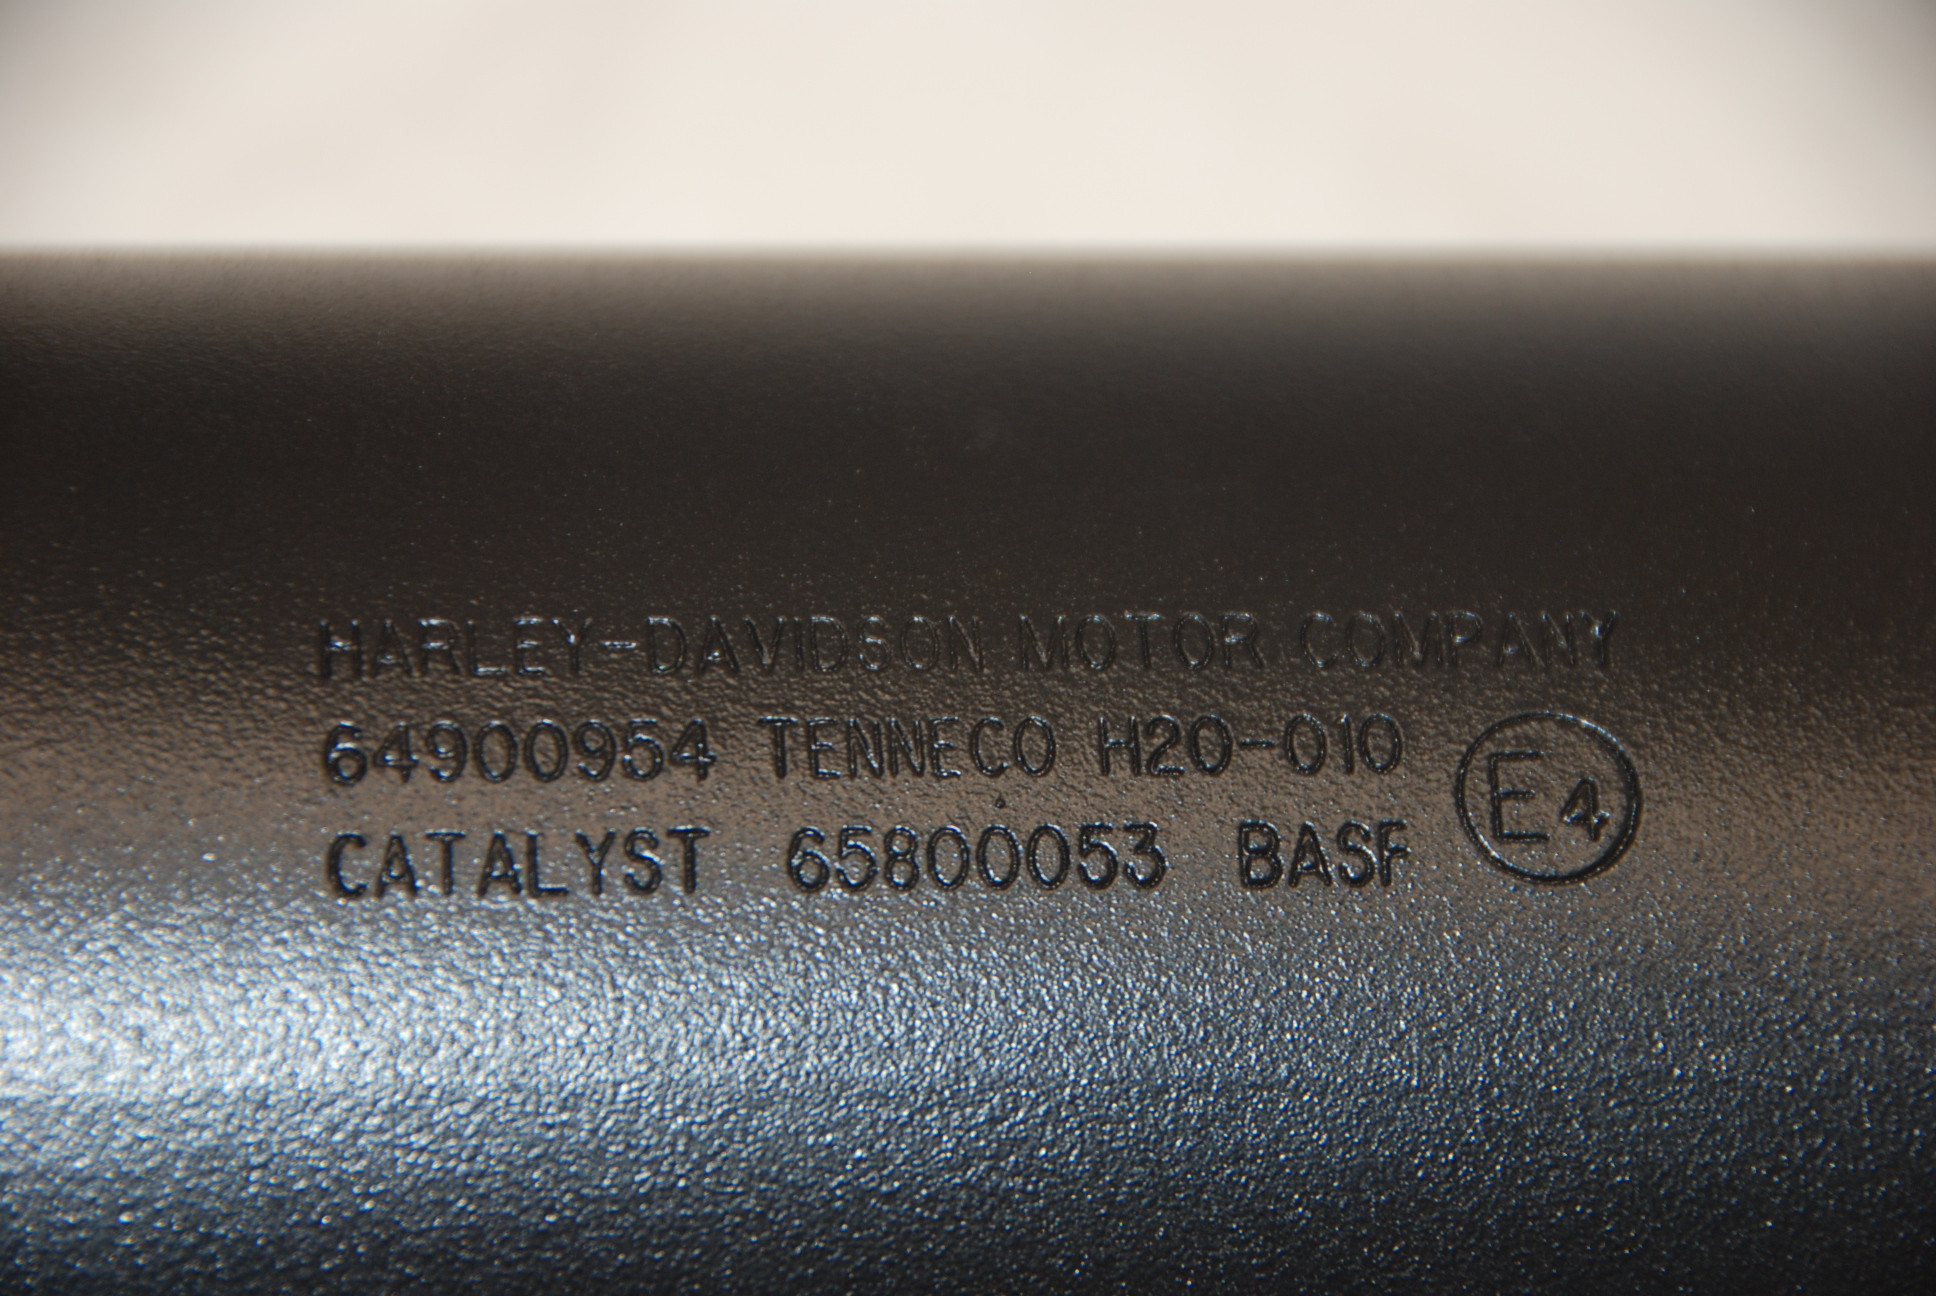 HARLEY-DAVIDSON MOTOR COMPANY
64900954 TENNECO H20-010
E4
CATALYST 65800053 BASF